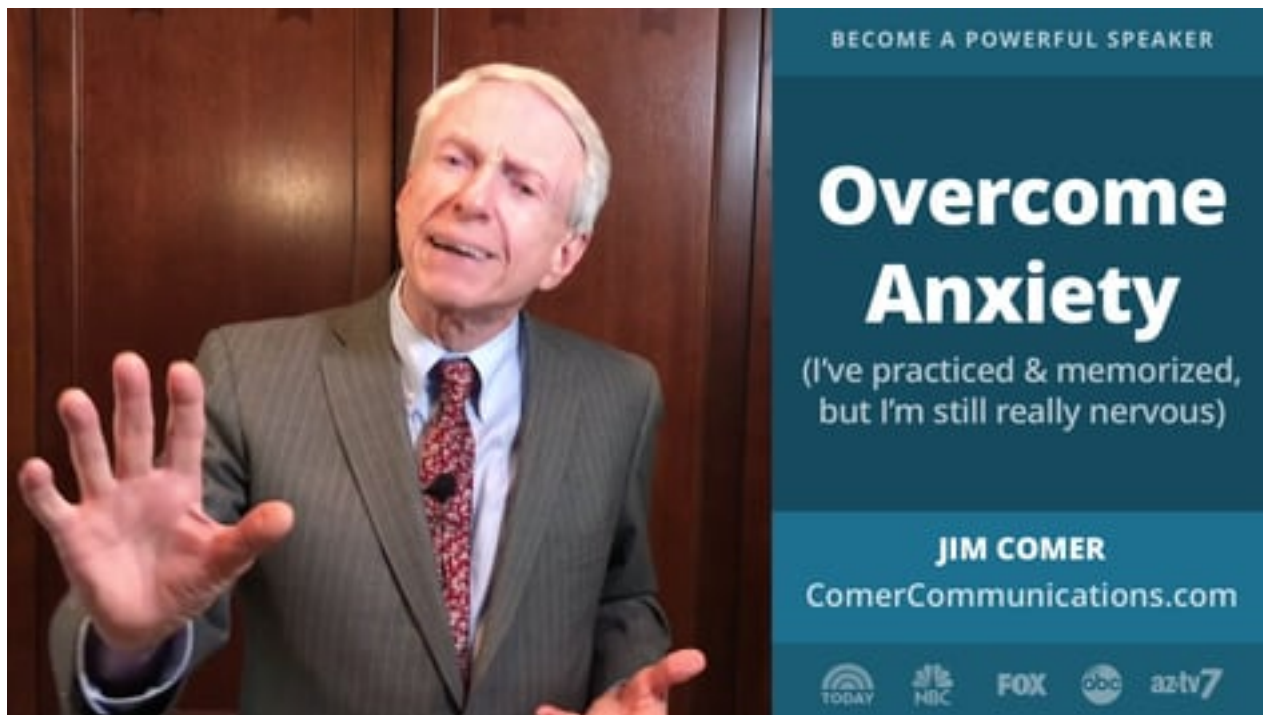 BECOME A POWERFUL SPEAKER
Overcome
Anxiety
(I've practiced & memorized,
but I'm still really nervous)
JIM COMER
ComerCommunications.com
TODAY
NBC
FOX
abc
az-tv7